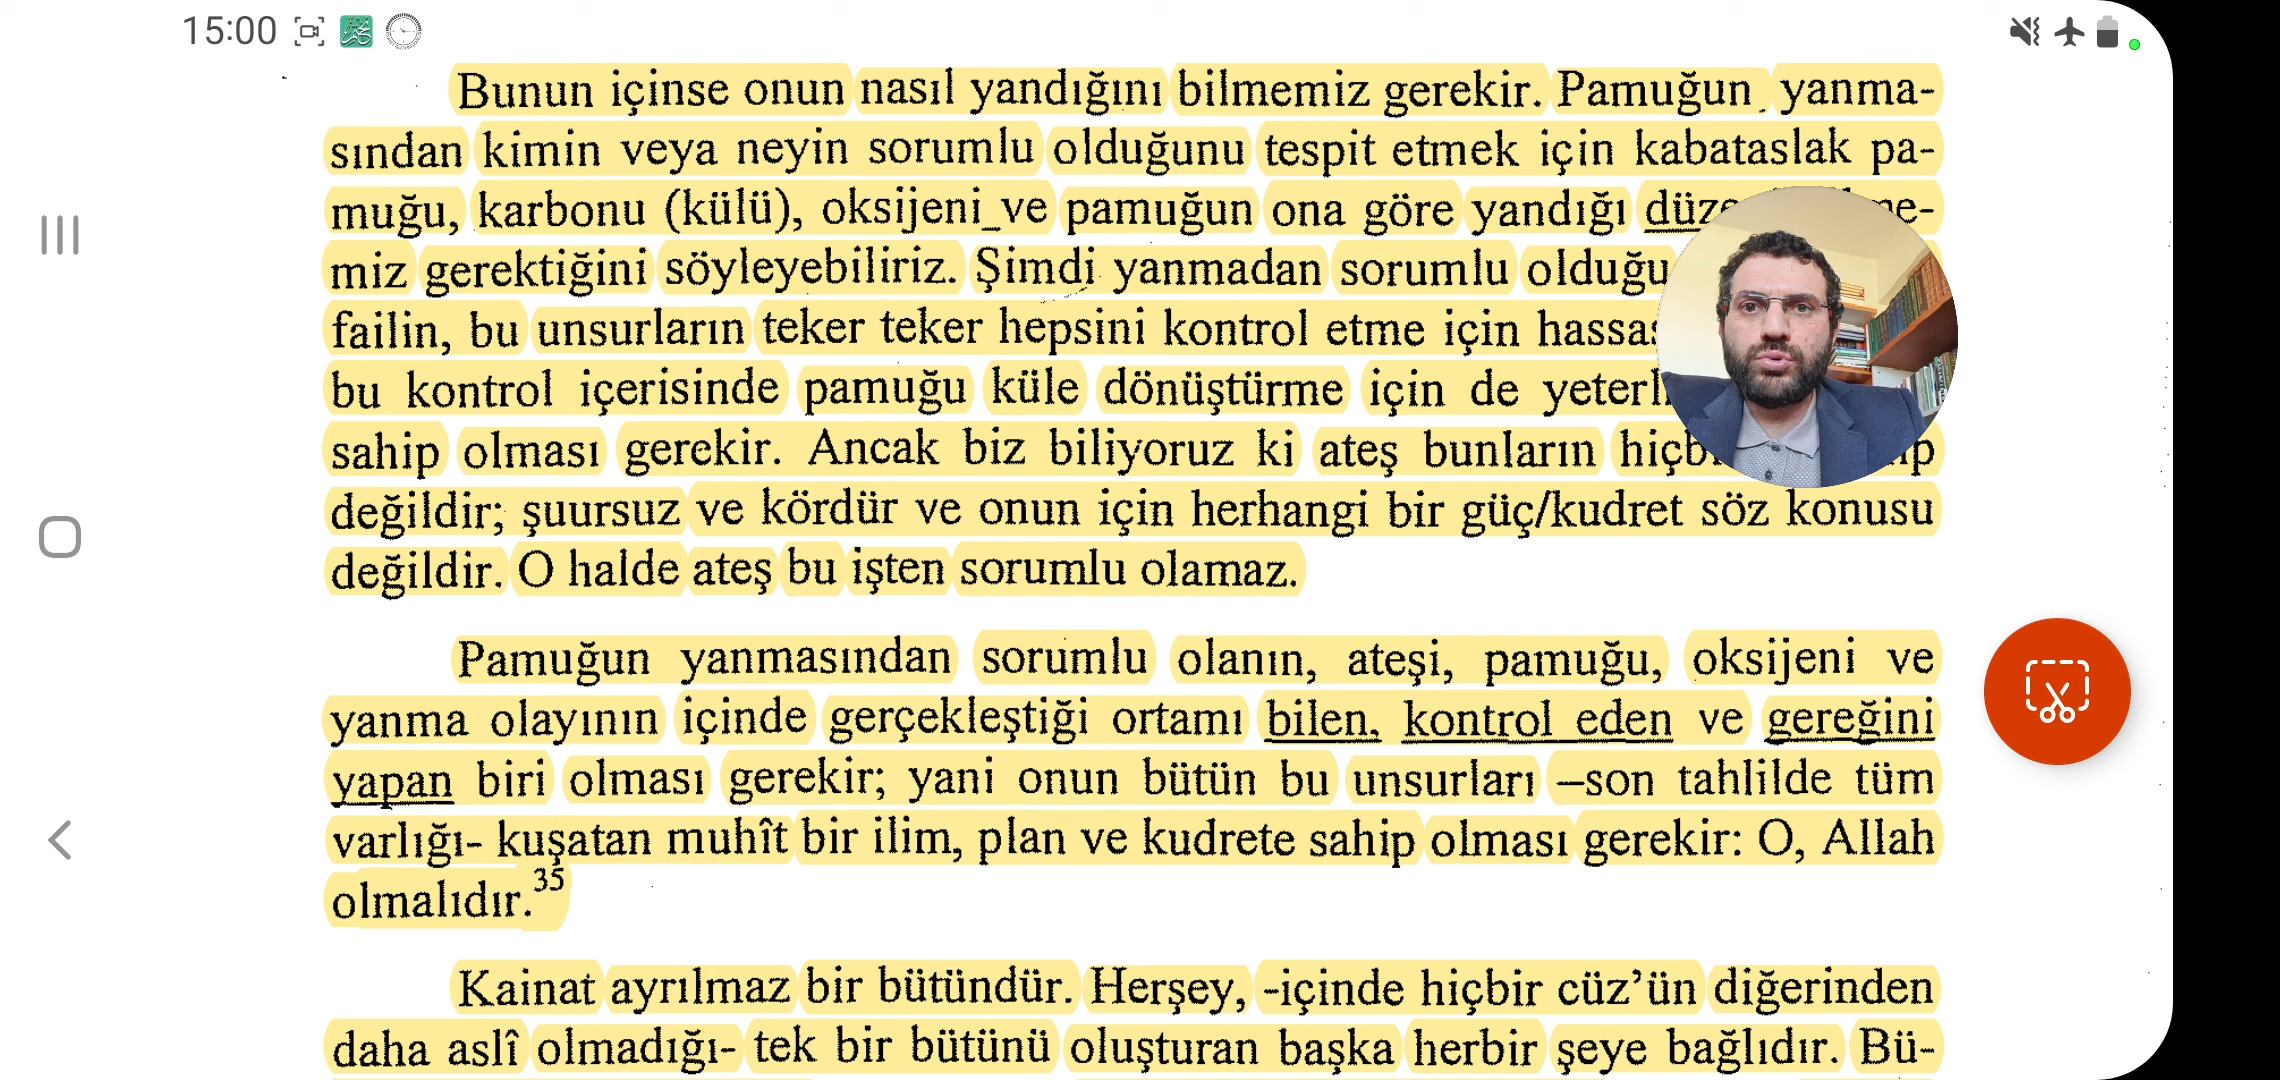 15:00
Bunun içinse onun nasıl yandığını bilmemiz gerekir. Pamuğun yanma-
sından kimin veya neyin sorumlu olduğunu tespit etmek için kabataslak pa-
muğu, karbonu (külü), oksijeni ve pamuğun ona göre yandığı
miz gerektiğini söyleyebiliriz. Şimdi yanmadan sorumlu
failin, bu unsurların teker teker hepsini kontrol etme için
bu kontrol içerisinde pamuğu küle dönüştürme için de
sahip olması gerekir. Ancak biz biliyoruz ki ateş bunların
değildir; şuursuz ve kördür ve onun için herhangi bir güç/kudret söz konusu
değildir. O halde ateş bu işten sorumlu olamaz.
Pamuğun yanmasından sorumlu olanın, ateşi, pamuğu, oksijeni ve
yanma olayının içinde gerçekleştiği ortamı bilen, kontrol eden ve gereğini
yapan biri olması gerekir; yani onun bütün bu unsurları –son tahlilde tüm
varlığı- kuşatan muhît bir ilim, plan ve kudrete sahip olması gerekir: O, Allah
olmalıdır.35
Kainat ayrılmaz bir bütündür. Herşey, -içinde hiçbir cüz’ün diğerinden
daha aslî olmadığı- tek bir bütünü oluşturan başka herbir şeye bağlıdır. Bü-